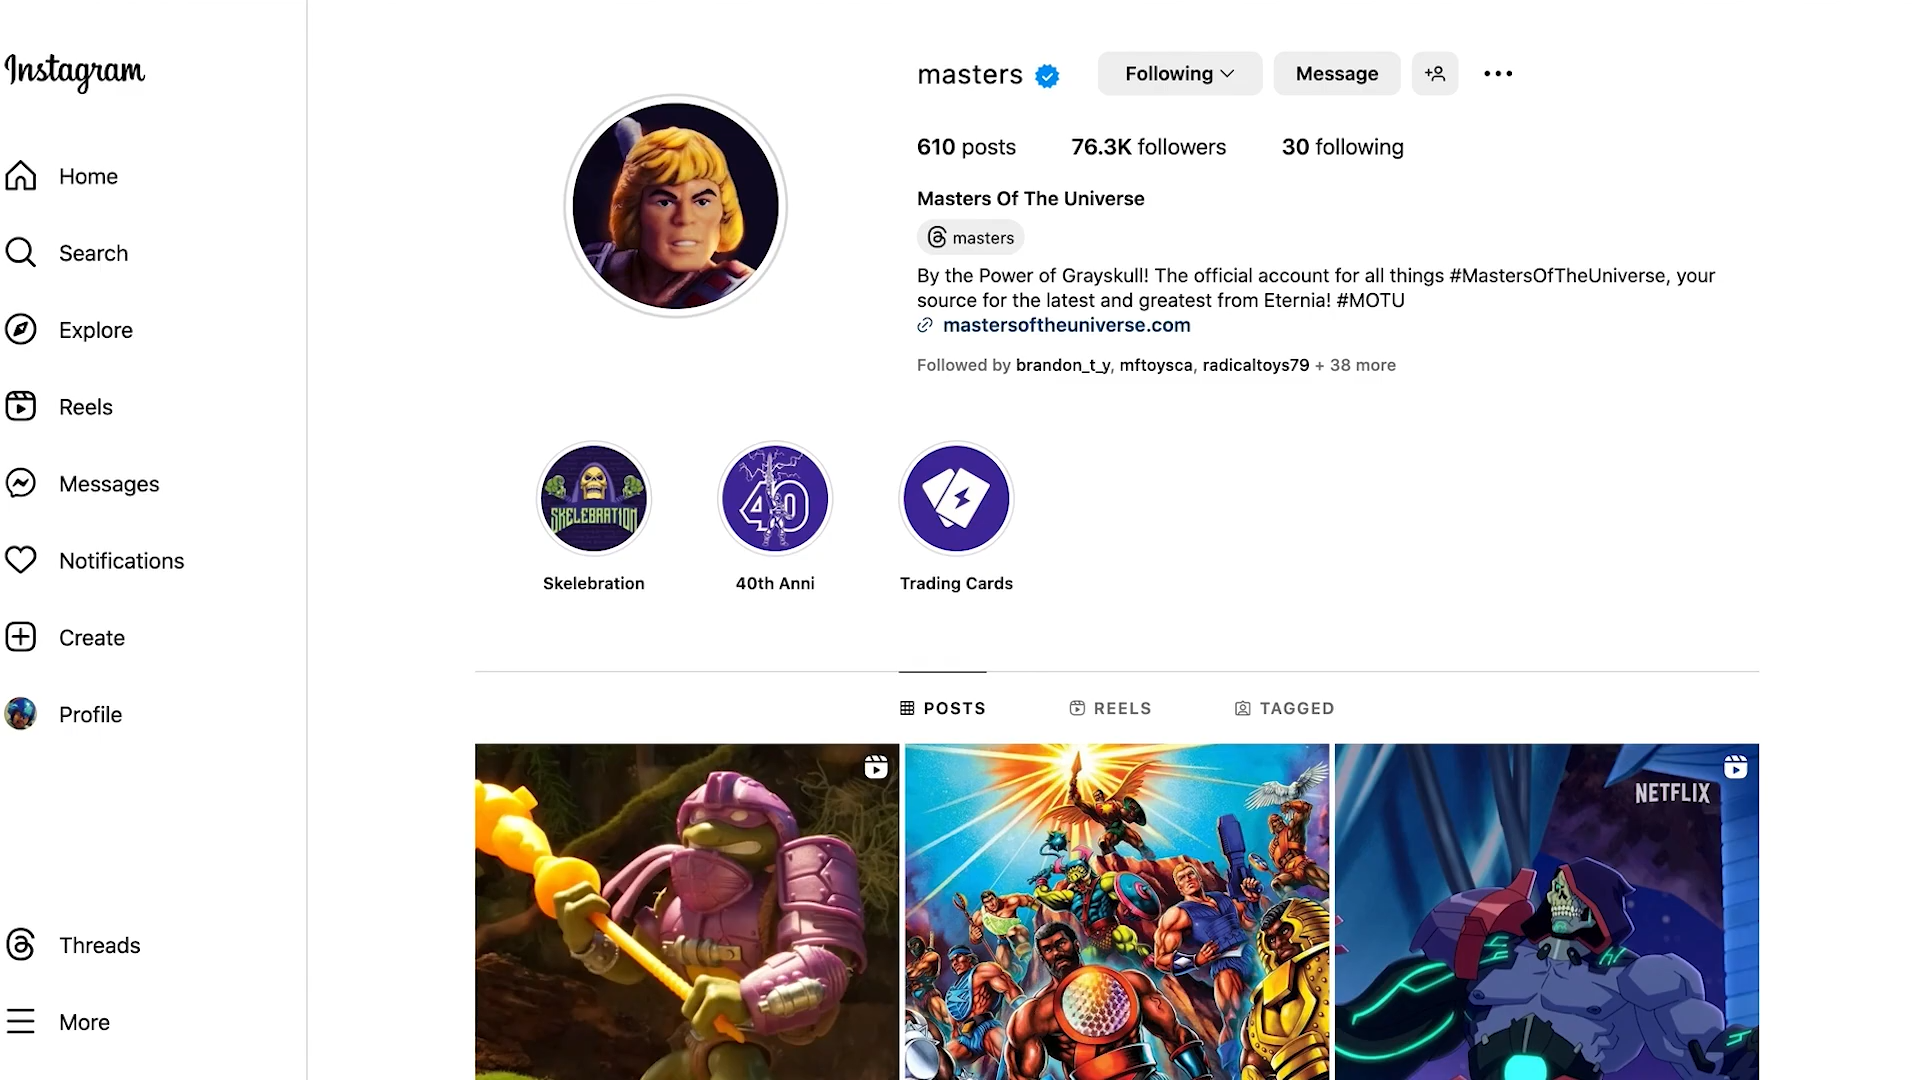 Instagram
Home
Search
Explore
Reels
Messages
Notifications
Create
Profile
Threads
More
masters
Following
Message
610 posts
76.3K followers
30 following
Masters Of The Universe
masters
By the Power of Grayskull! The official account for all things #MastersOfTheUniverse, your
source for the latest and greatest from Eternia! #MOTU
mastersoftheuniverse.com
Followed by brandon_t_y, mftoysca, radicaltoys79 + 38 more
SKELEBRATION
40
Skelebration
40th Anni
Trading Cards
POSTS
REELS
TAGGED
NETFLIX